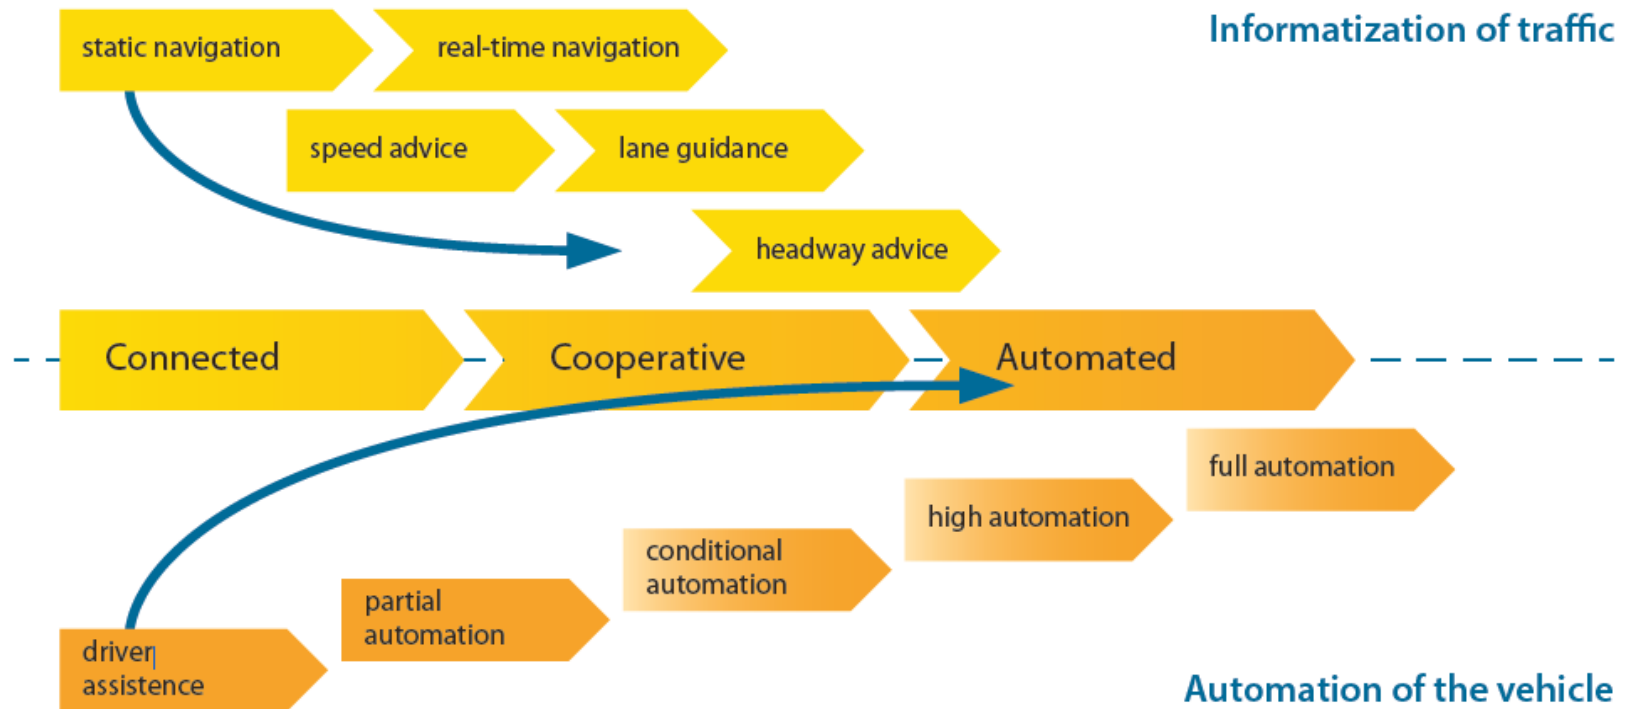 Informatization of traffic
static navigation
real-time navigation
speed advice
lane guidance
headway advice
Connected
Cooperative
Automated
full automation
high automation
conditional
automation
partial
automation
driver
assistence
Automation of the vehicle